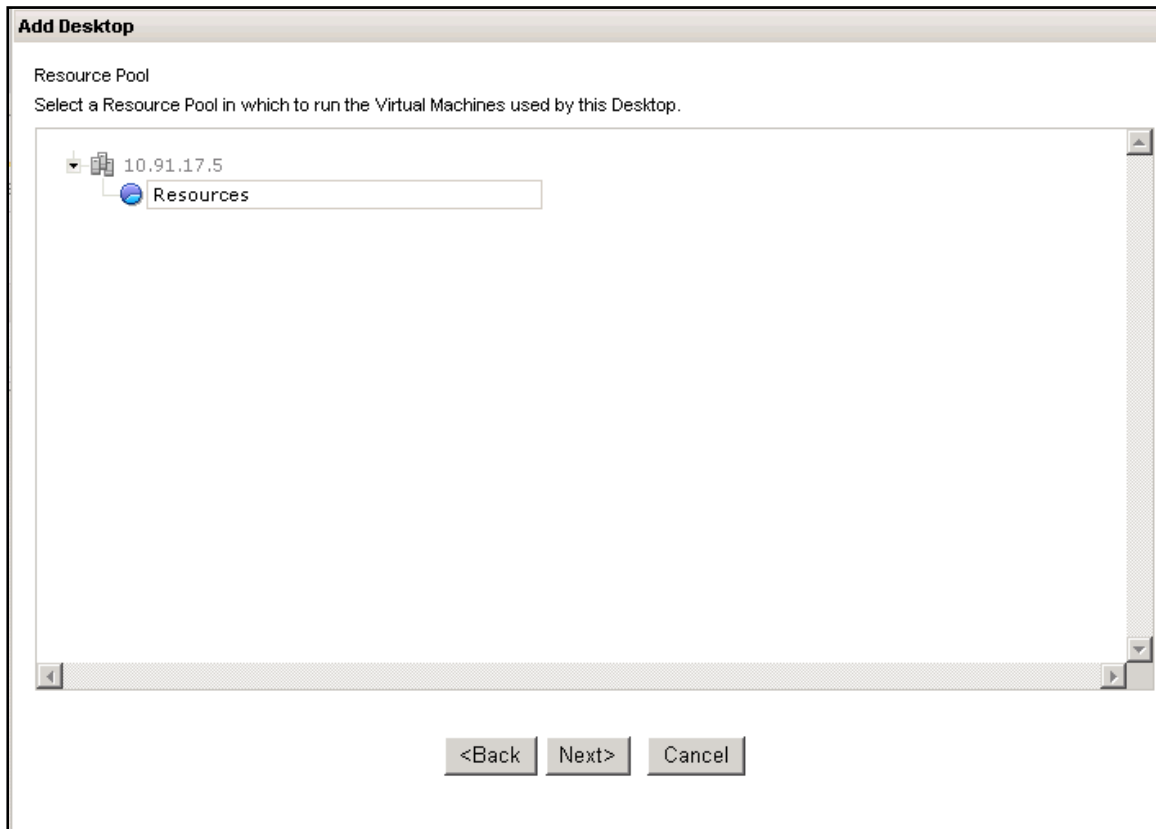 Add Desktop
Resource Pool
Select a Resource Pool in which to run the Virtual Machines used by this Desktop.
10.91.17.5
Resources
<Back Next> Cancel